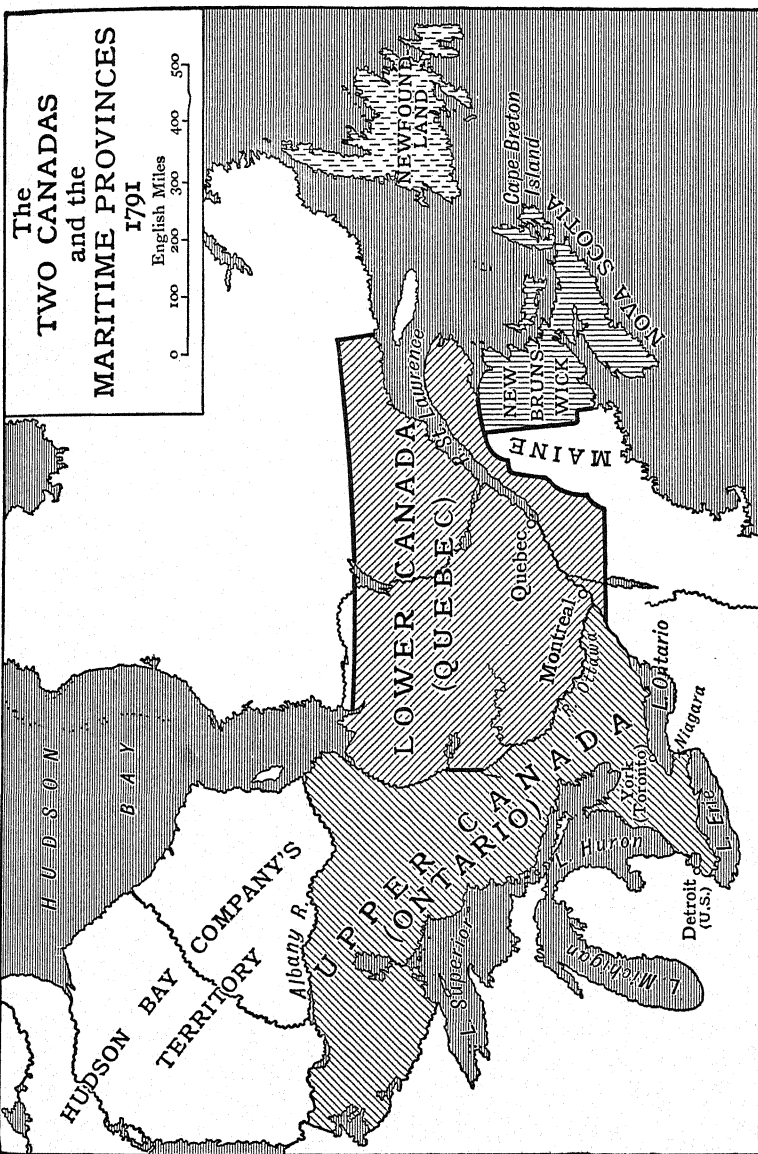 The
TWO CANADAS
and the
MARITIME PROVINCES
1791
English Miles
0 100 200 300 400 500
HUDSON
BAY
HUDSON BAY COMPANY'S
TERRITORY
Albany R.
UPPER CANADA
(ONTARIO)
LOWER CANADA
(QUEBEC)
R. St. Lawrence
Quebec
Montreal
R. Ottawa
NEWFOUND
LAND
Cape Breton
Island
NOVA SCOTIA
NEW
BRUNS
WICK
MAINE
L. Superior
L. Michigan
L. Huron
York
(Toronto)
L. Ontario
Niagara
L. Erie
Detroit
(U.S.)